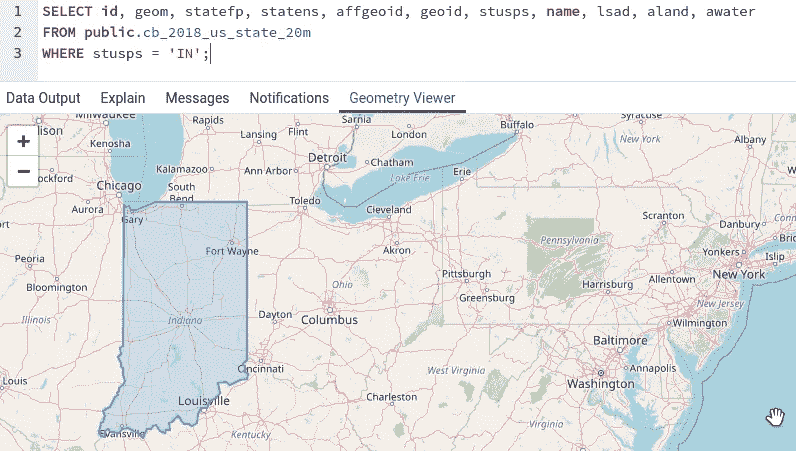 1 SELECT id, geom, statefp, statens, affgeoid, geoid, stusps, name, lsad, aland, awater
2 FROM public.cb_2018_us_state_20m
3 WHERE stusps = 'IN';
Data Output Explain Messages Notifications Geometry Viewer
Milwaukee Rapids Lansing Flint Sarnia London Buffalo Syracuse New York Albany
Kenosha
+
−
Kalamazoo Ann Arbor Detroit Chatham Lake Erie Erie
Chicago
South
Bend
Aurora Gary Toledo Cleveland Scranton Danbury
Fort Wayne Akron Pennsylvania Yonkers Islip
Peoria Pittsburgh Harrisburg Allentown New York
Bloomington Ohio Greensburg New Jersey
Illinois Indiana Dayton Columbus Wilmington
Baltimore
Cincinnati West Virginia Annapolis
Louis Washington
Louisville Charleston
Evansville Kentucky Virginia